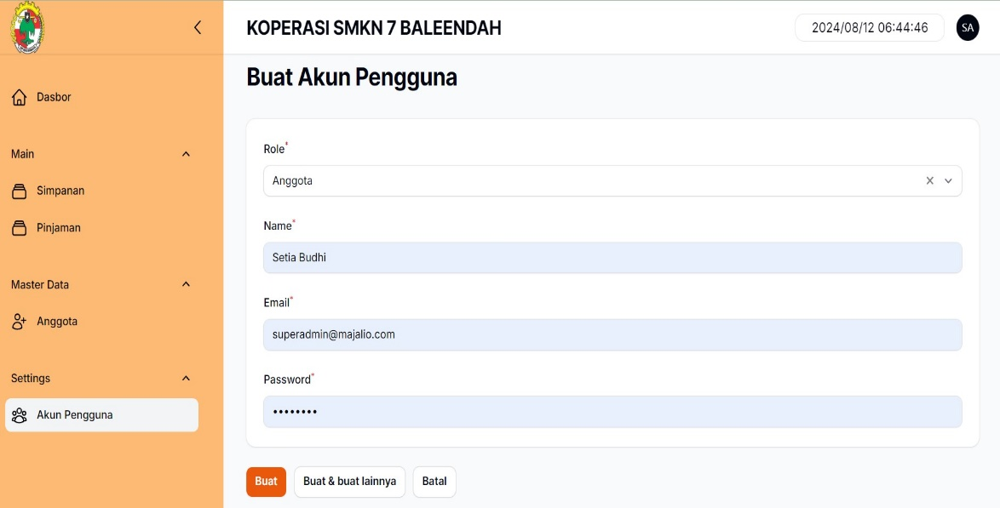 KOPERASI SMKN 7 BALEENDAH
2024/08/12 06:44:46
SA
Dasbor
Main
Simpanan
Pinjaman
Master Data
Anggota
Settings
Akun Pengguna
Buat Akun Pengguna
Role*
Anggota
Name*
Setia Budhi
Email*
superadmin@majalio.com
Password*
••••••••
Buat
Buat & buat lainnya
Batal